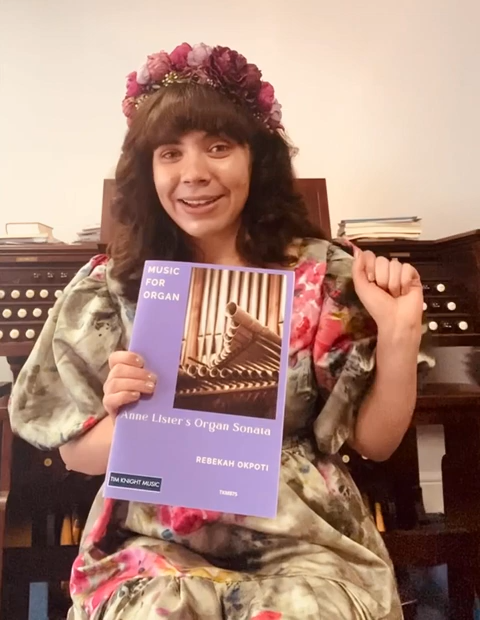 MUSIC
FOR
ORGAN
Anne Lister's Organ Sonata
REBEKAH OKPOTI
TIM KNIGHT MUSIC